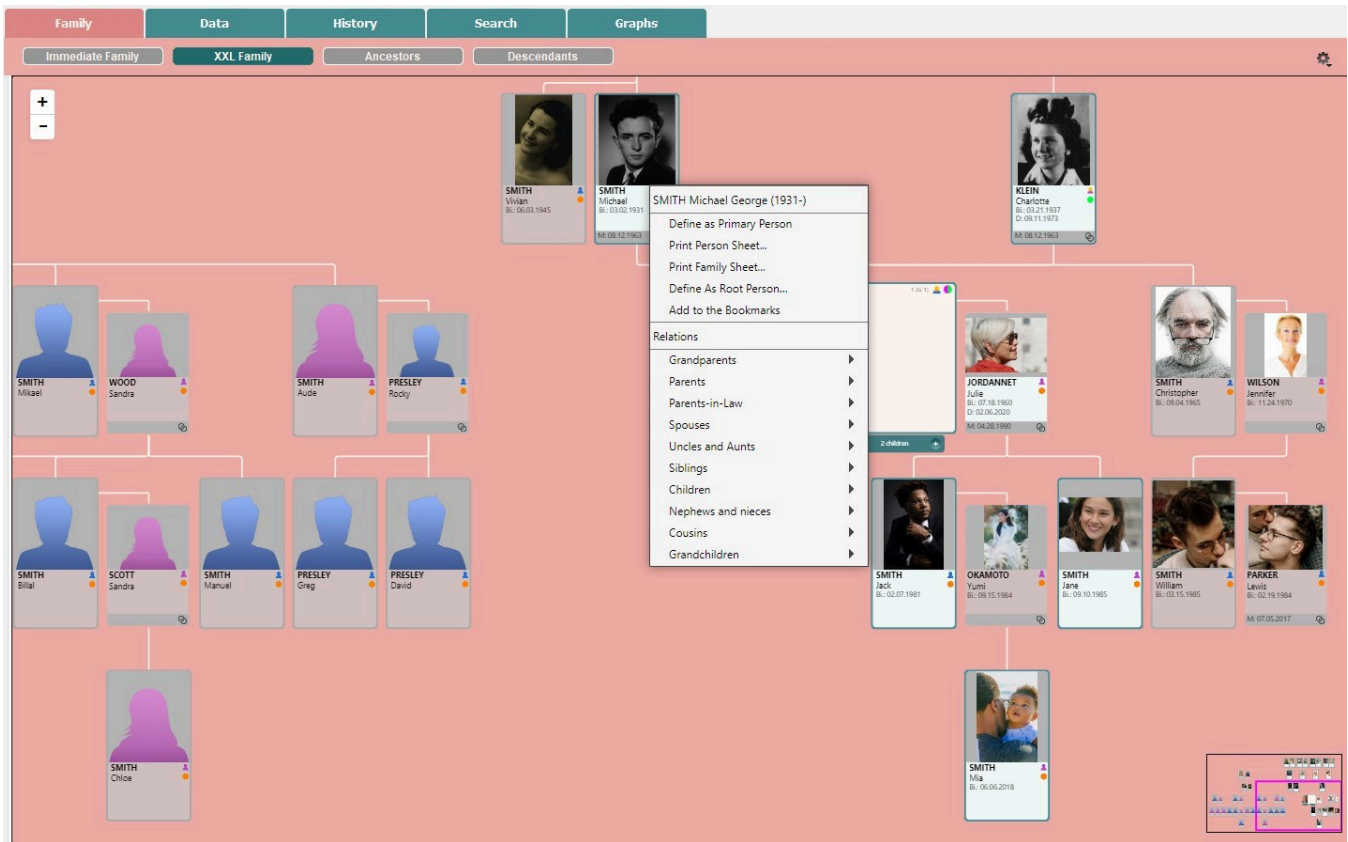 Family
Data
History
Search
Graphs
Immediate Family
XXL Family
Ancestors
Descendants
+
-
SMITH
Vivian
Bi.: 06.03.1945
SMITH
Michael
Bi.: 03.02.1931
M: 08.12.1963
KLEIN
Charlotte
Bi.: 03.21.1937
D: 09.11.1973
M: 08.12.1963
SMITH Michael George (1931-)
Define as Primary Person
Print Person Sheet...
Print Family Sheet...
Define As Root Person...
Add to the Bookmarks
Relations
Grandparents
Parents
Parents-in-Law
Spouses
Uncles and Aunts
Siblings
Children
Nephews and nieces
Cousins
Grandchildren
SMITH
Mikael
WOOD
Sandra
SMITH
Aude
PRESLEY
Rocky
1 (G 1)
2 children
JORDANNET
Julie
Bi.: 07.18.1960
D: 02.06.2020
M: 04.28.1990
SMITH
Christopher
Bi.: 09.04.1965
WILSON
Jennifer
Bi.: 11.24.1970
SMITH
Billal
SCOTT
Sandra
SMITH
Manuel
PRESLEY
Greg
PRESLEY
David
SMITH
Jack
Bi.: 02.07.1981
OKAMOTO
Yumi
Bi.: 09.15.1984
SMITH
Jane
Bi.: 09.10.1985
SMITH
William
Bi.: 03.15.1985
PARKER
Lewis
Bi.: 02.19.1984
M: 07.05.2017
SMITH
Chloe
SMITH
Mia
Bi.: 06.06.2018